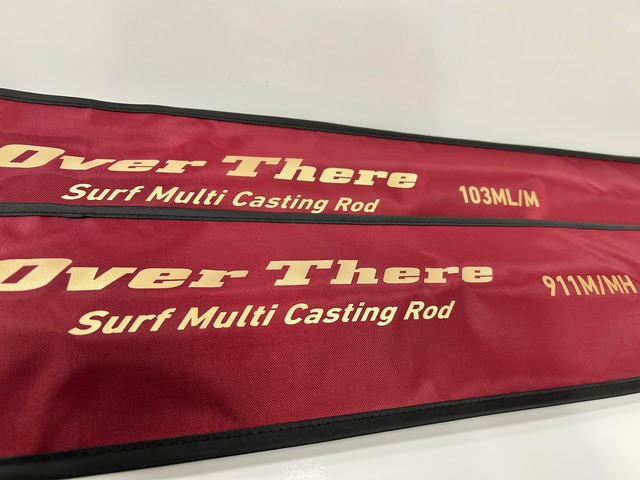 Over There
Surf Multi Casting Rod
103ML/M
Over There
Surf Multi Casting Rod
911M/MH